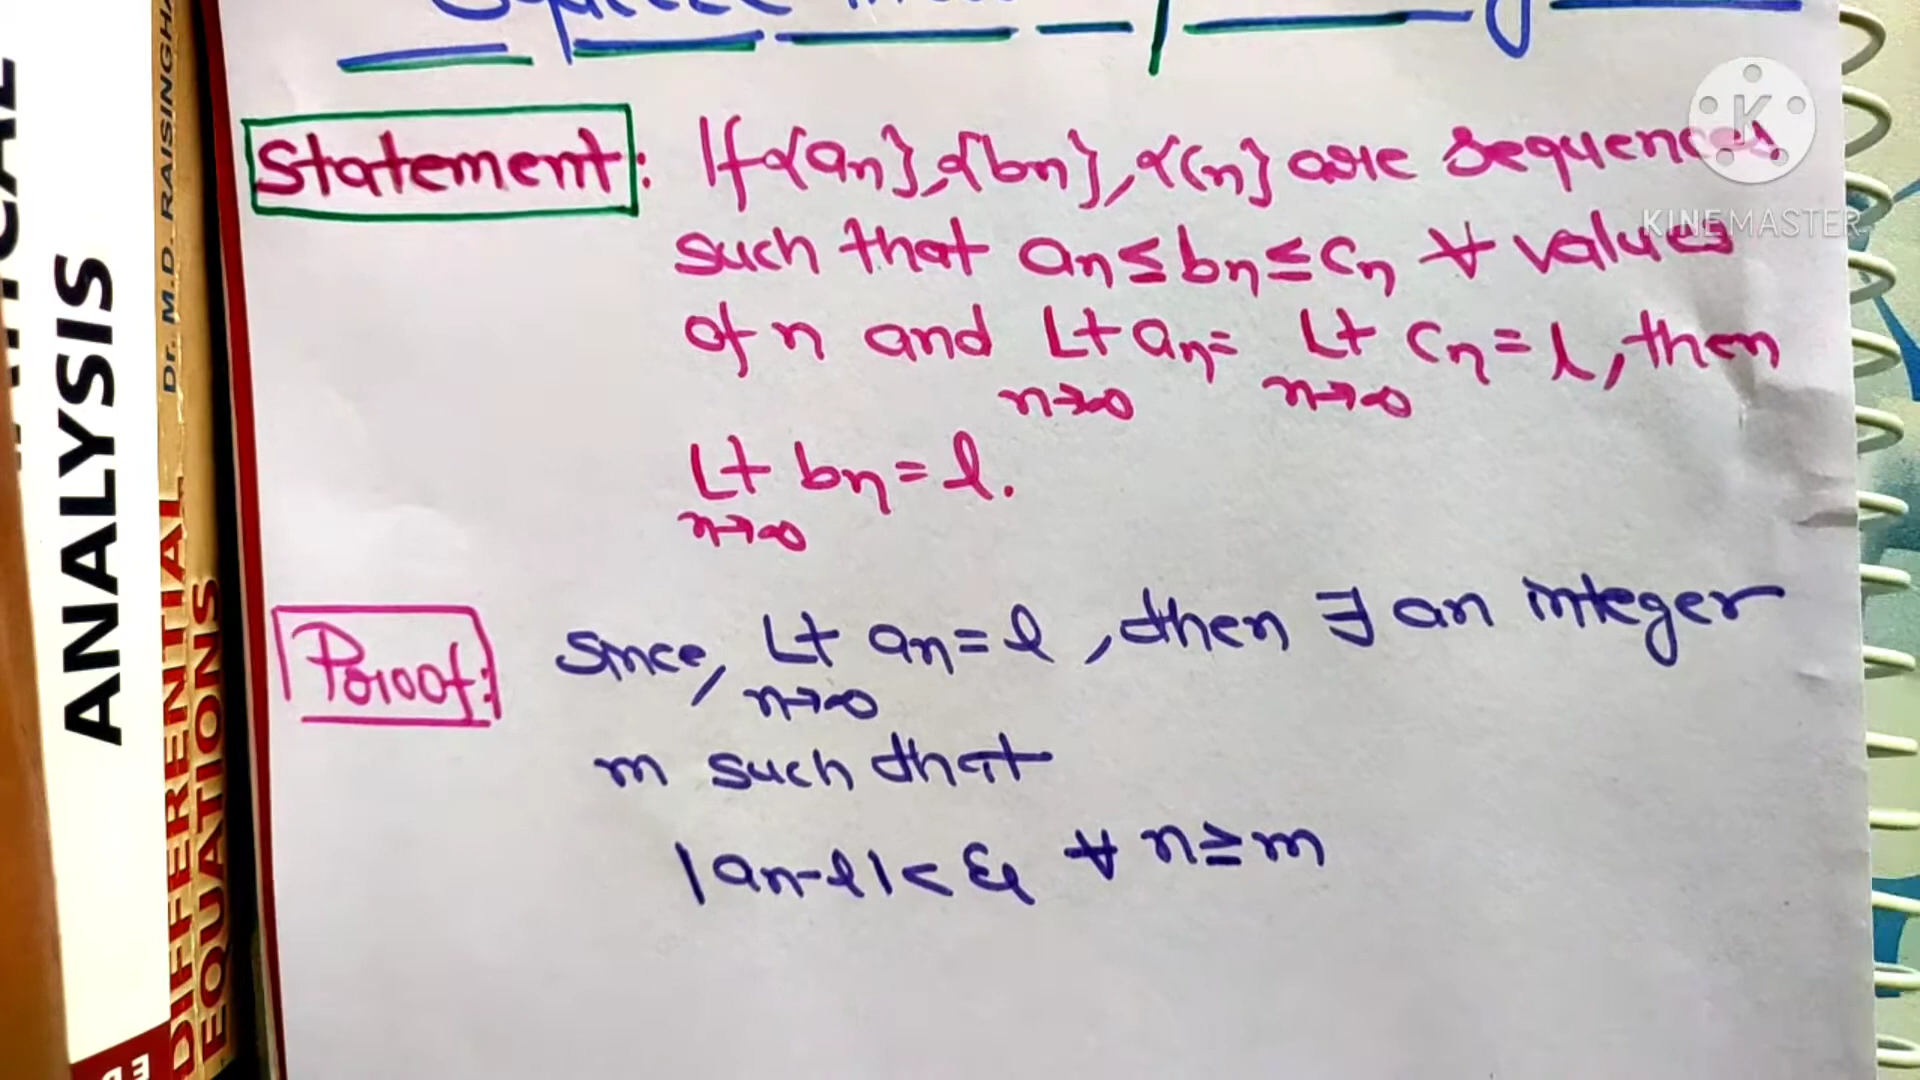 ANALYSIS
Dr. M.D. RAISINGHA
DIFFERENTIAL
EQUATIONS
K
KINEMASTER
Statement: If {an}, {bn}, {cn} are sequences
such that an ≤ bn ≤ cn ∀ values
of n and Lt an = Lt cn = l, then
n→∞ n→∞
Lt bn = l.
n→∞
Proof: Since, Lt an = l, then ∃ an integer
n→∞
m such that
|an-l| < ε, ∀ n ≥ m